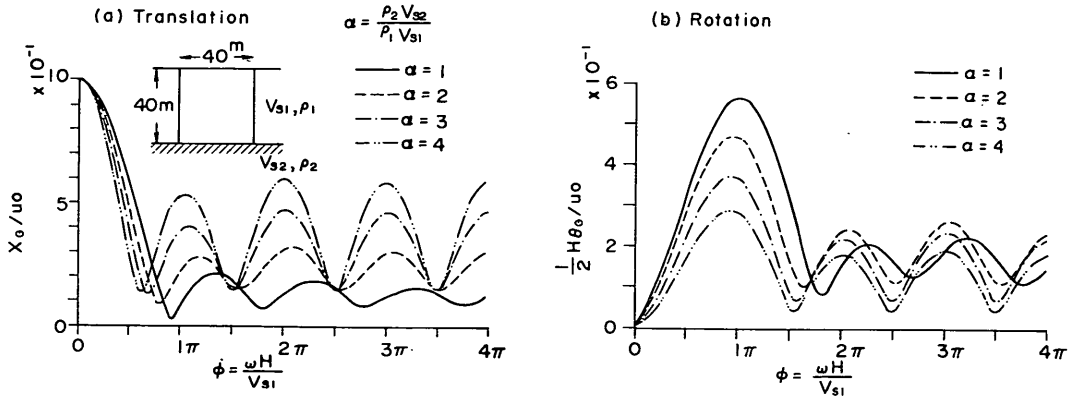 (a) Translation
α = ρ2 Vs2 / ρ1 Vs1
40m
40m
Vs1, ρ1
Vs2, ρ2
α = 1
α = 2
α = 3
α = 4
X0/uo
x 10⁻¹
10
5
0
0 1π 2π 3π 4π
ϕ = ωH / Vs1
(b) Rotation
α = 1
α = 2
α = 3
α = 4
1/2 Hθ0/uo
x 10⁻¹
6
4
2
0
0 1π 2π 3π 4π
ϕ = ωH / Vs1